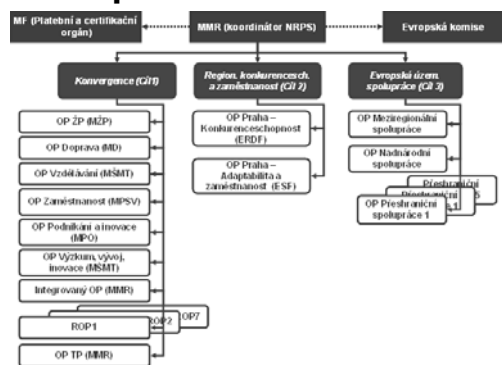 MF (Platební a certifikační
orgán)
MMR (koordinátor NRPS)
Evropská komise
Konvergence (Cíl 1)
Region. konkurencesch.
a zaměstnanost (Cíl 2)
Evropská územ.
spolupráce (Cíl 3)
OP ŽP (MŽP)
OP Doprava (MD)
OP Vzdělávání (MŠMT)
OP Zaměstnanost (MPSV)
OP Podnikání a inovace
(MPO)
OP Výzkum, vývoj,
inovace (MŠMT)
Integrovaný OP (MMR)
OP7
ROP2
ROP1
OP TP (MMR)
OP Praha –
Konkurenceschopnost
(ERDF)
OP Praha –
Adaptabilita a
zaměstnanost (ESF)
OP Meziregionální
spolupráce
OP Nadnárodní
spolupráce
Přeshraniční
5
Přeshraniční
1
OP Přeshraniční
spolupráce 1